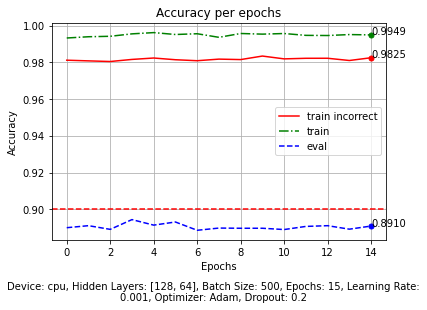 Accuracy per epochs
1.00
0.98
0.96
0.94
0.92
0.90
Accuracy
0.9949
0.9825
0.8910
train incorrect
train
eval
0 2 4 6 8 10 12 14
Epochs
Device: cpu, Hidden Layers: [128, 64], Batch Size: 500, Epochs: 15, Learning Rate:
0.001, Optimizer: Adam, Dropout: 0.2